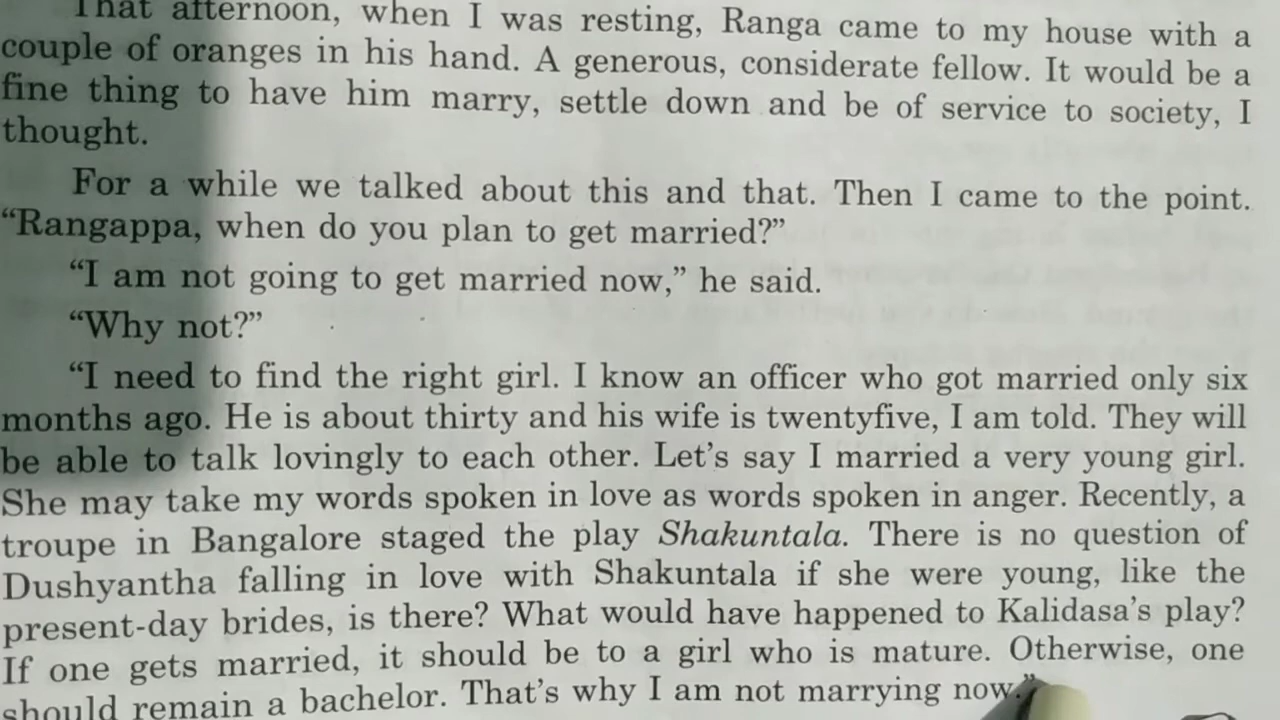 That afternoon, when I was resting, Ranga came to my house with a
couple of oranges in his hand. A generous, considerate fellow. It would be a
fine thing to have him marry, settle down and be of service to society, I
thought.
For a while we talked about this and that. Then I came to the point.
“Rangappa, when do you plan to get married?”
“I am not going to get married now,” he said.
“Why not?”
“I need to find the right girl. I know an officer who got married only six
months ago. He is about thirty and his wife is twentyfive, I am told. They will
be able to talk lovingly to each other. Let’s say I married a very young girl.
She may take my words spoken in love as words spoken in anger. Recently, a
troupe in Bangalore staged the play Shakuntala. There is no question of
Dushyantha falling in love with Shakuntala if she were young, like the
present-day brides, is there? What would have happened to Kalidasa’s play?
If one gets married, it should be to a girl who is mature. Otherwise, one
should remain a bachelor. That’s why I am not marrying now.”